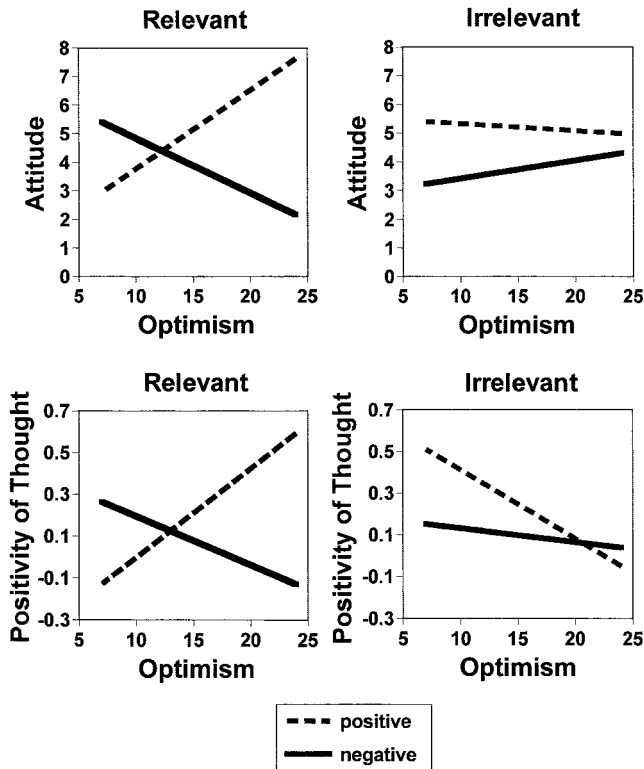 Relevant
Irrelevant
Attitude
8
7
6
5
4
3
2
1
0
5 10 15 20 25
Optimism
Attitude
8
7
6
5
4
3
2
1
0
5 10 15 20 25
Optimism
Relevant
Irrelevant
Positivity of Thought
0.7
0.5
0.3
0.1
-0.1
-0.3
5 10 15 20 25
Optimism
Positivity of Thought
0.7
0.5
0.3
0.1
-0.1
-0.3
5 10 15 20 25
Optimism
positive
negative